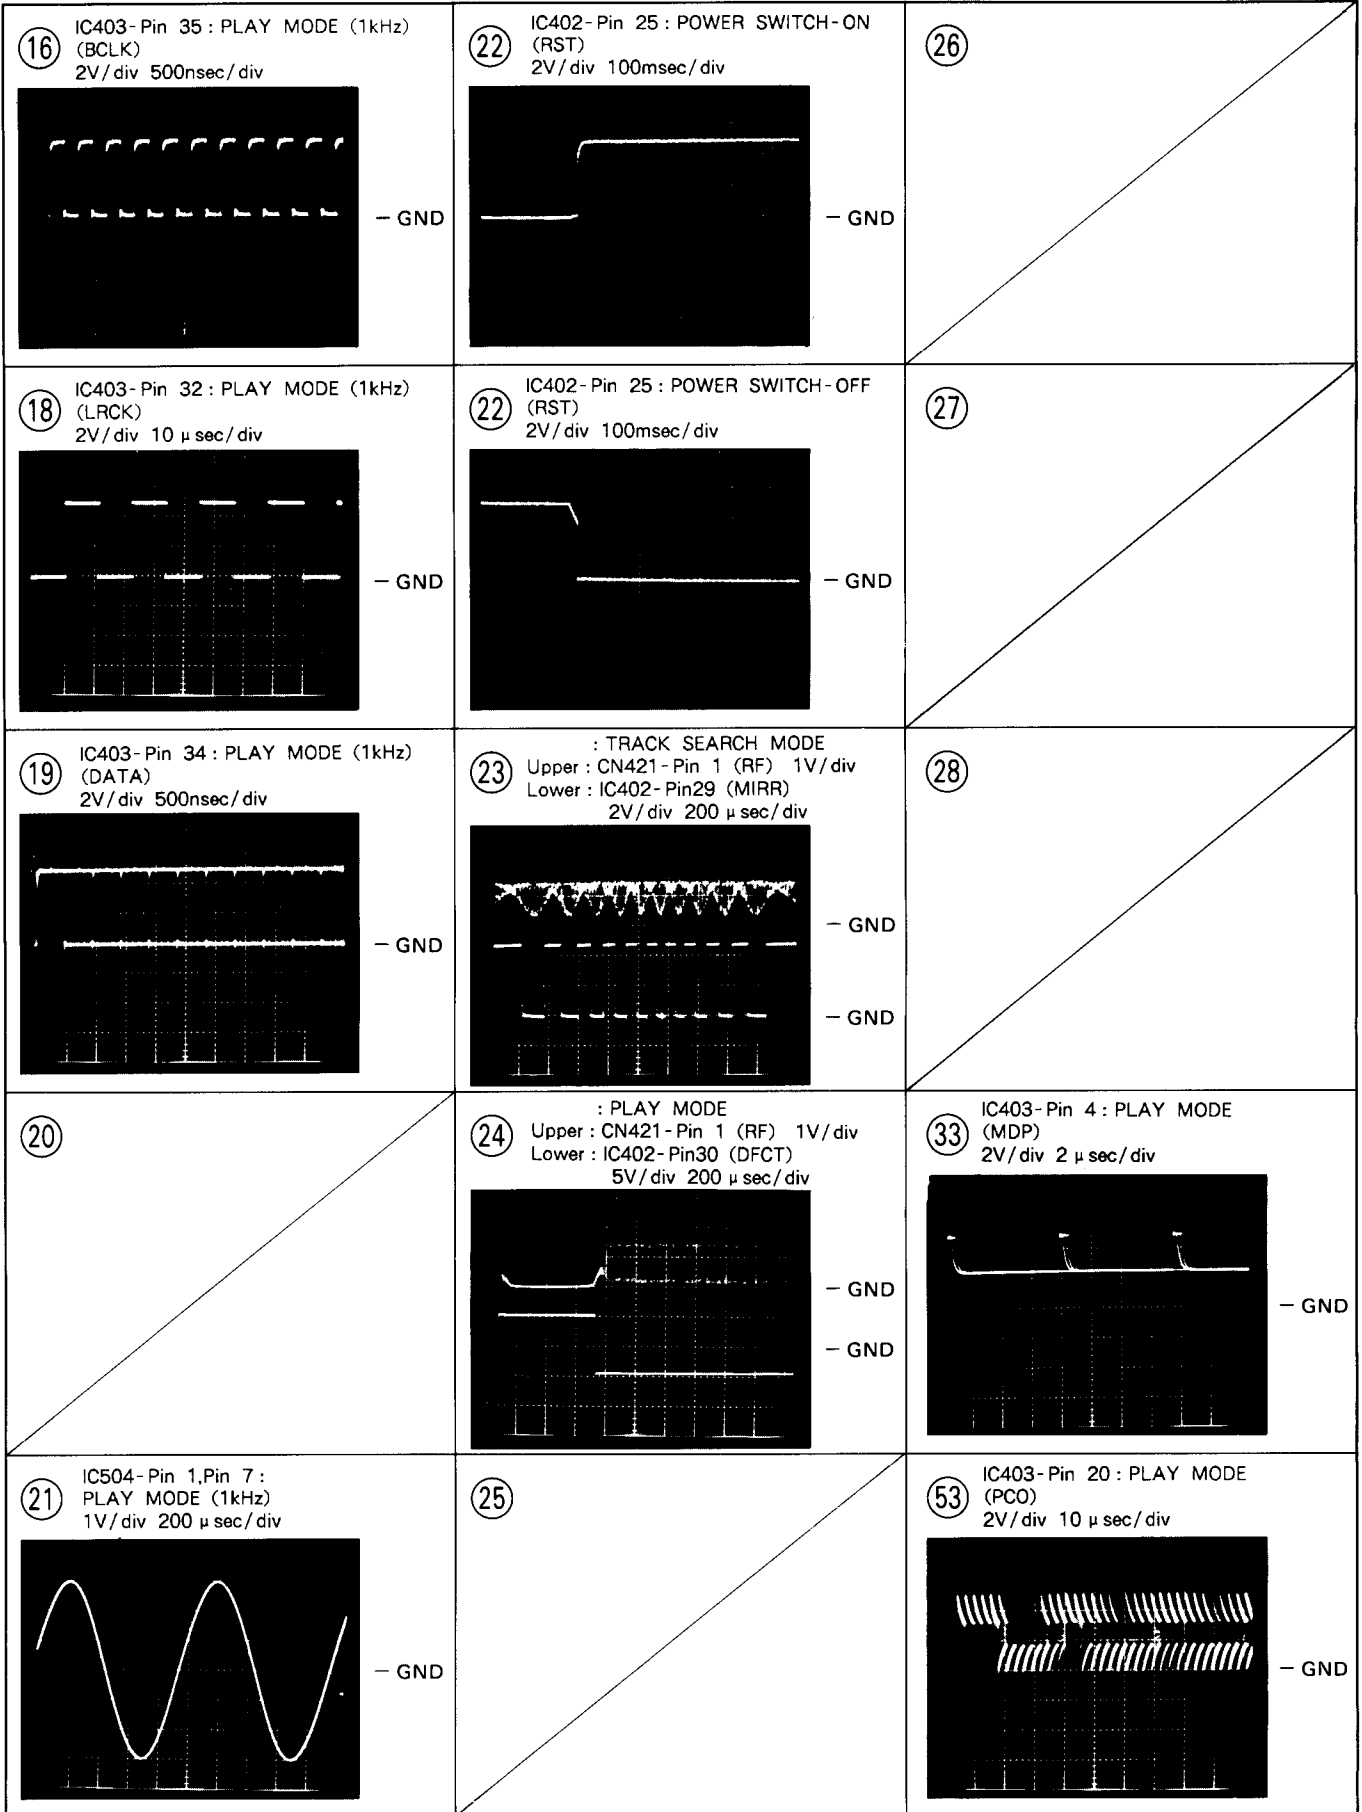 16
IC403-Pin 35 : PLAY MODE (1kHz)
(BCLK)
2V/div 500nsec/div
- GND
22
IC402-Pin 25 : POWER SWITCH-ON
(RST)
2V/div 100msec/div
- GND
26
18
IC403-Pin 32 : PLAY MODE (1kHz)
(LRCK)
2V/div 10 μsec/div
- GND
22
IC402-Pin 25 : POWER SWITCH-OFF
(RST)
2V/div 100msec/div
- GND
27
19
IC403-Pin 34 : PLAY MODE (1kHz)
(DATA)
2V/div 500nsec/div
- GND
23
: TRACK SEARCH MODE
Upper : CN421-Pin 1 (RF) 1V/div
Lower : IC402-Pin29 (MIRR)
2V/div 200 μsec/div
- GND
- GND
28
20
24
: PLAY MODE
Upper : CN421-Pin 1 (RF) 1V/div
Lower : IC402-Pin30 (DFCT)
5V/div 200 μsec/div
- GND
- GND
33
IC403-Pin 4 : PLAY MODE
(MDP)
2V/div 2 μsec/div
- GND
21
IC504-Pin 1,Pin 7 :
PLAY MODE (1kHz)
1V/div 200 μsec/div
- GND
25
53
IC403-Pin 20 : PLAY MODE
(PCO)
2V/div 10 μsec/div
- GND